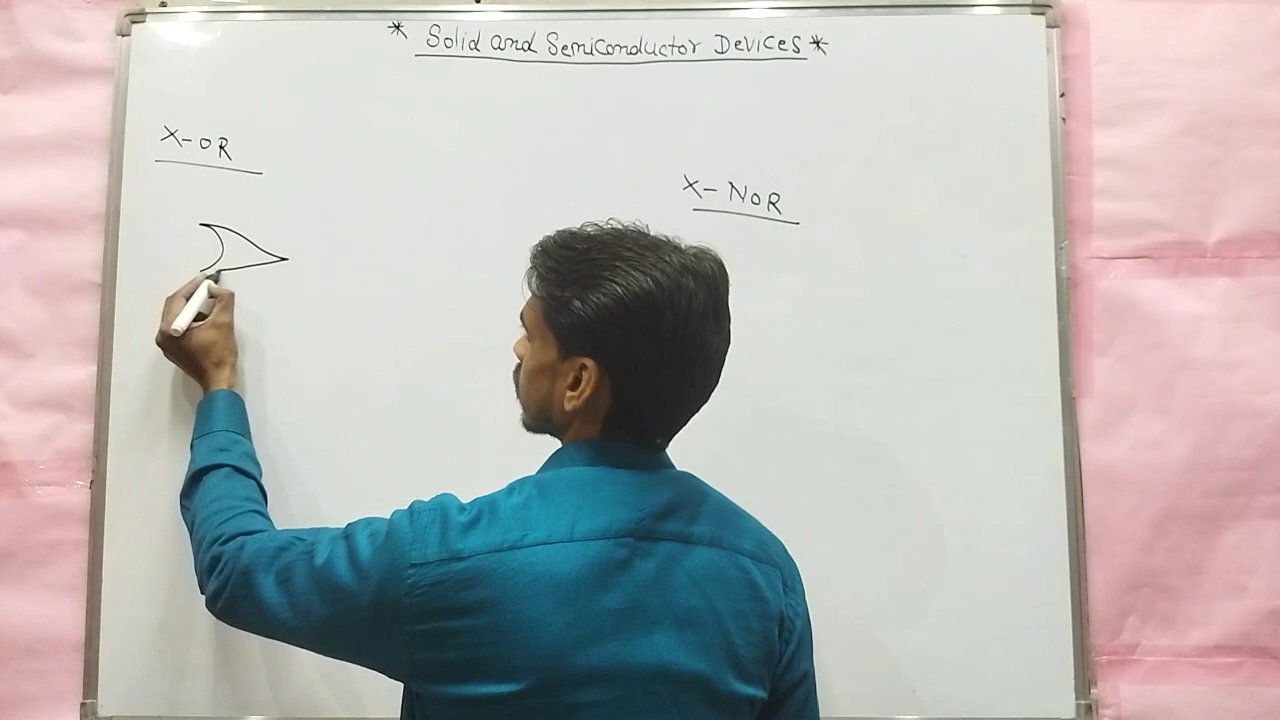 * Solid and Semiconductor Devices *
X-OR
X-NOR